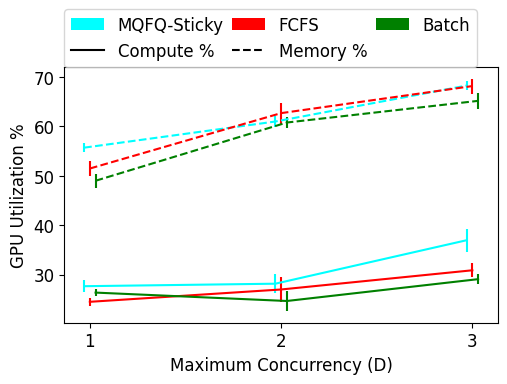 MQFQ-Sticky FCFS Batch
Compute % Memory %
70
60
50
40
30
GPU Utilization %
1 2 3
Maximum Concurrency (D)